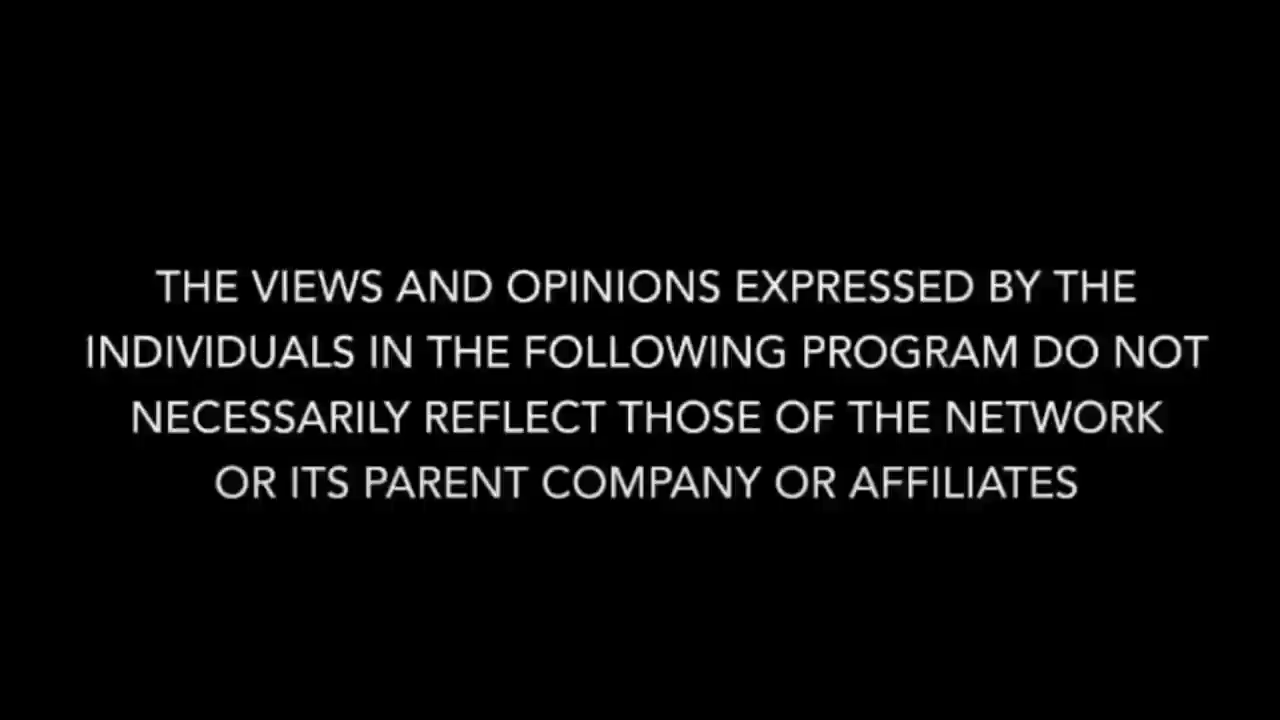 THE VIEWS AND OPINIONS EXPRESSED BY THE
INDIVIDUALS IN THE FOLLOWING PROGRAM DO NOT
NECESSARILY REFLECT THOSE OF THE NETWORK
OR ITS PARENT COMPANY OR AFFILIATES